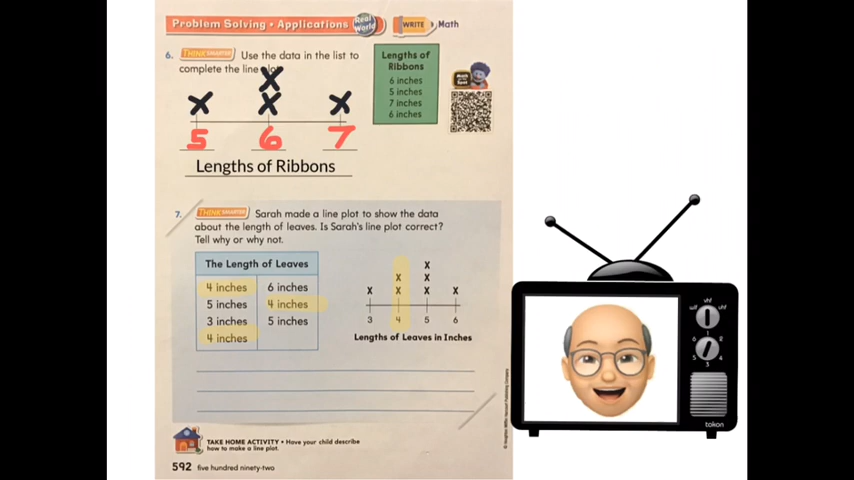 Problem Solving • Applications Real World WRITE Math
6. THINK SMARTER Use the data in the list to
complete the line plot.
Lengths of
Ribbons
6 inches
5 inches
7 inches
6 inches
Math
on the
Spot
X
X X X
5 6 7
Lengths of Ribbons
7. THINK SMARTER Sarah made a line plot to show the data
about the length of leaves. Is Sarah's line plot correct?
Tell why or why not.
The Length of Leaves
4 inches 6 inches
5 inches 4 inches
3 inches 5 inches
4 inches
X
X X
X X X X
3 4 5 6
Lengths of Leaves in Inches
TAKE HOME ACTIVITY • Have your child describe
how to make a line plot.
592 five hundred ninety-two
tokon